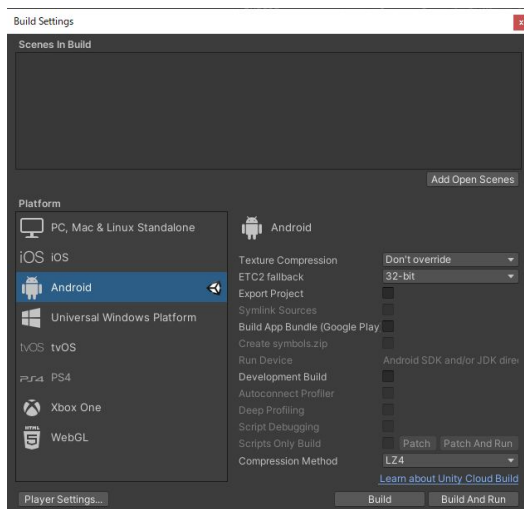 Build Settings
Scenes In Build
Add Open Scenes
Platform
PC, Mac & Linux Standalone
iOS iOS
Android
Universal Windows Platform
tvOS tvOS
PS4 PS4
Xbox One
HTML 5 WebGL
Android
Texture Compression Don't override
ETC2 fallback 32-bit
Export Project
Symlink Sources
Build App Bundle (Google Play
Create symbols.zip
Run Device Android SDK and/or JDK dire
Development Build
Autoconnect Profiler
Deep Profiling
Script Debugging
Scripts Only Build Patch Patch And Run
Compression Method LZ4
Learn about Unity Cloud Build
Player Settings... Build Build And Run